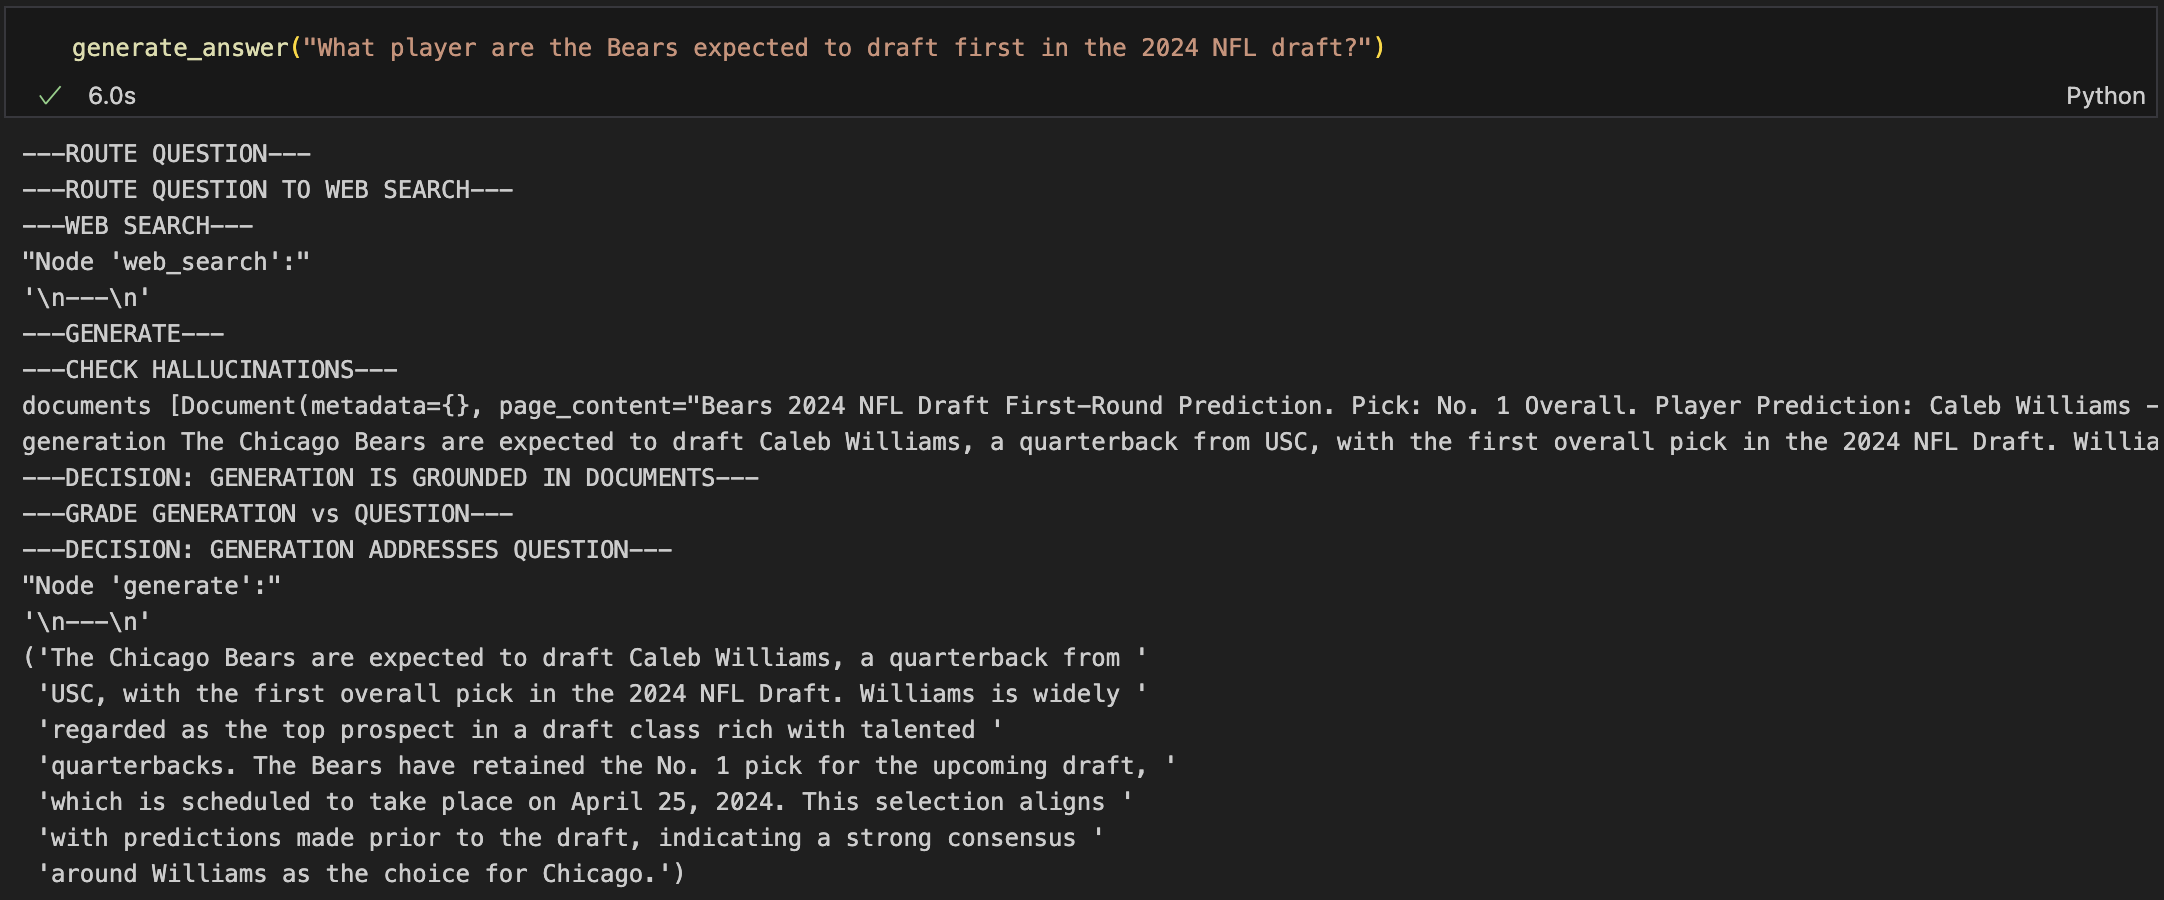 generate_answer("What player are the Bears expected to draft first in the 2024 NFL draft?")
6.0s
Python
---ROUTE QUESTION---
---ROUTE QUESTION TO WEB SEARCH---
---WEB SEARCH---
"Node 'web_search':"
'\n---\n'
---GENERATE---
---CHECK HALLUCINATIONS---
documents [Document(metadata={}, page_content="Bears 2024 NFL Draft First-Round Prediction. Pick: No. 1 Overall. Player Prediction: Caleb Williams -
generation The Chicago Bears are expected to draft Caleb Williams, a quarterback from USC, with the first overall pick in the 2024 NFL Draft. Willia
---DECISION: GENERATION IS GROUNDED IN DOCUMENTS---
---GRADE GENERATION vs QUESTION---
---DECISION: GENERATION ADDRESSES QUESTION---
"Node 'generate':"
'\n---\n'
('The Chicago Bears are expected to draft Caleb Williams, a quarterback from '
 'USC, with the first overall pick in the 2024 NFL Draft. Williams is widely '
 'regarded as the top prospect in a draft class rich with talented '
 'quarterbacks. The Bears have retained the No. 1 pick for the upcoming draft, '
 'which is scheduled to take place on April 25, 2024. This selection aligns '
 'with predictions made prior to the draft, indicating a strong consensus '
 'around Williams as the choice for Chicago.')